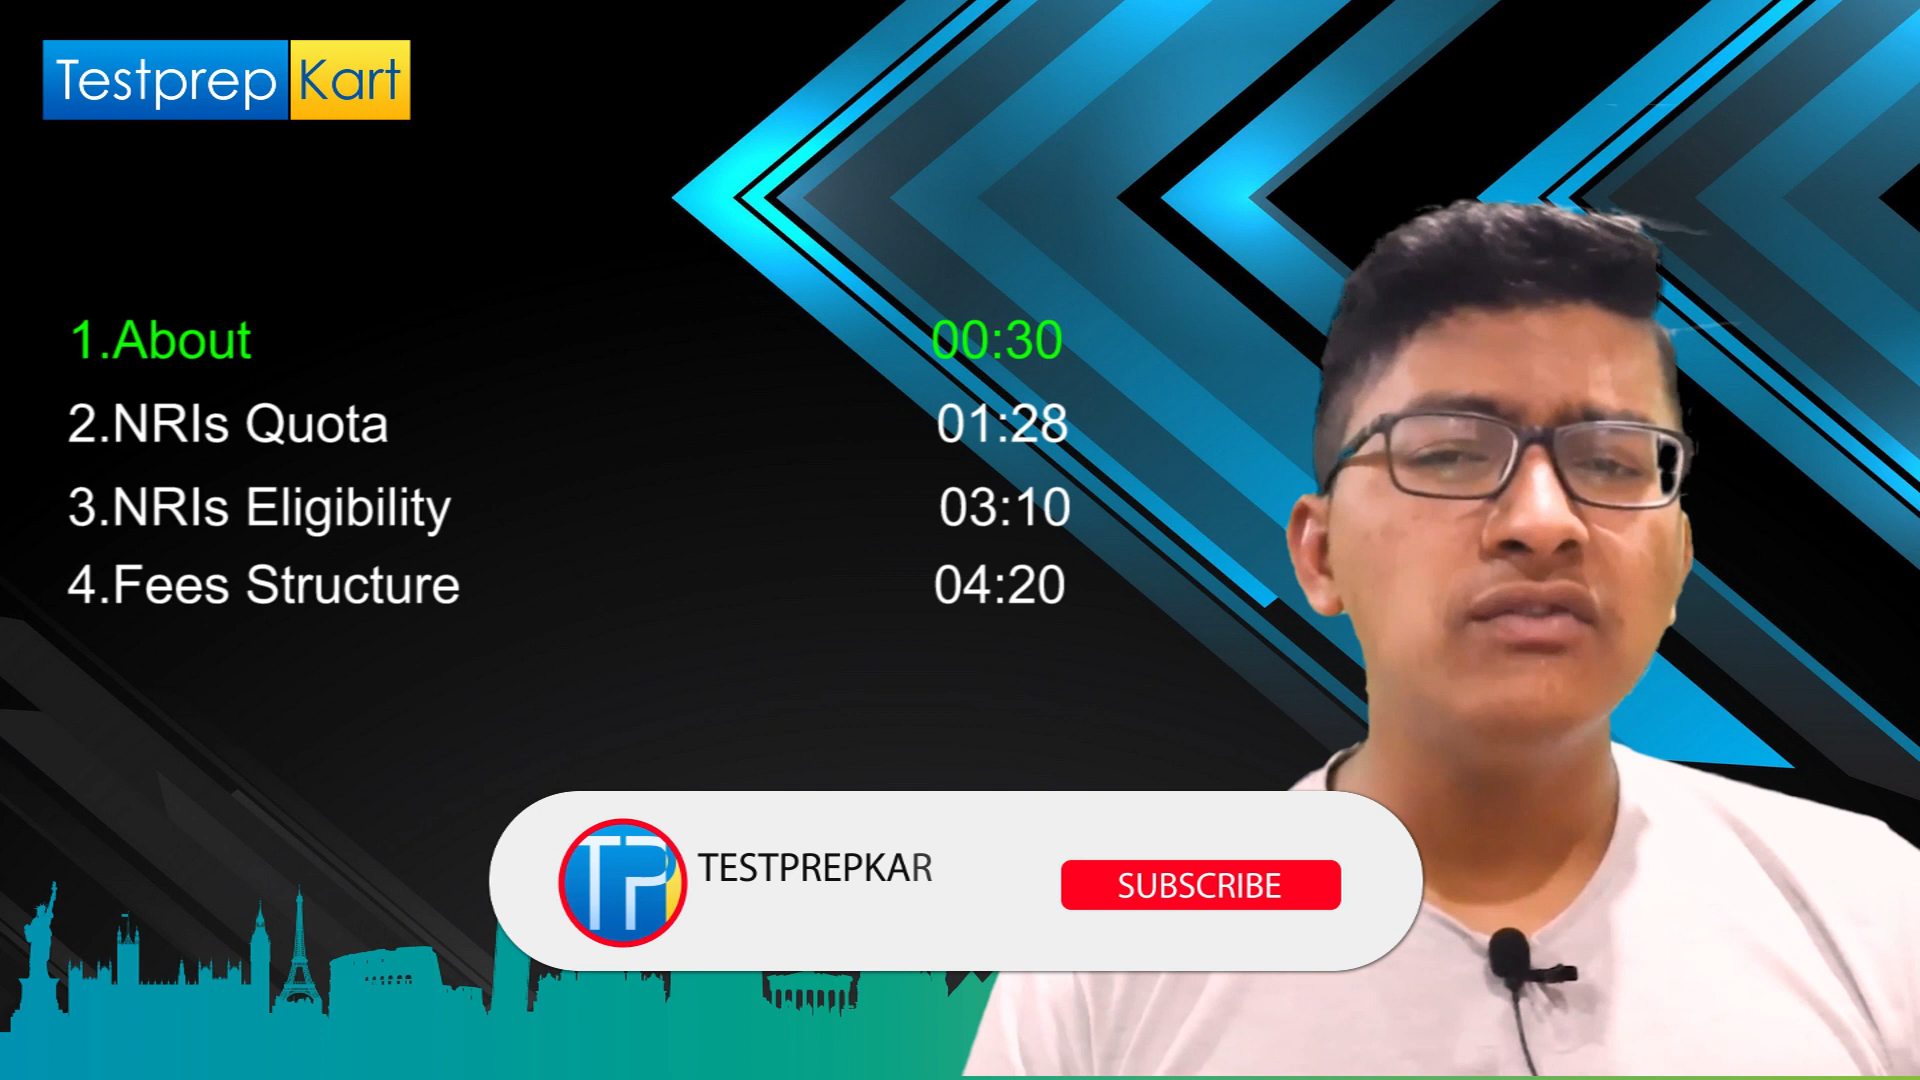 Testprep Kart
1.About 00:30
2.NRIs Quota 01:28
3.NRIs Eligibility 03:10
4.Fees Structure 04:20
TP
TESTPREPKAR
SUBSCRIBE